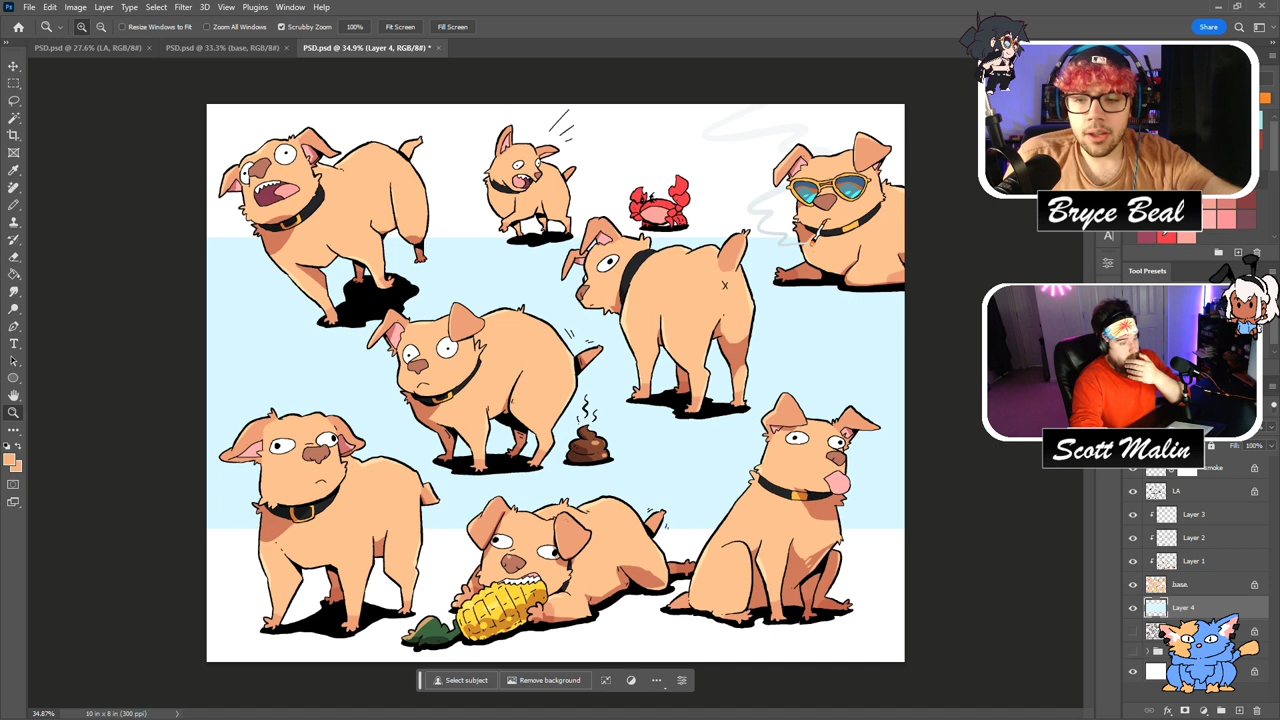 File Edit Image Layer Type Select Filter 3D View Plugins Window Help
Resize Windows to Fit Zoom All Windows Scrubby Zoom 100% Fit Screen Fill Screen Share
PSD.psd @ 27.6% (LA, RGB/8#) × PSD.psd @ 33.3% (base, RGB/8#) × PSD.psd @ 34.9% (Layer 4, RGB/8#) * ×
Bryce Beal
Tool Presets
Scott Malin
Fill: 100%
smoke
LA
Layer 3
Layer 2
Layer 1
base
Layer 4
Select subject Remove background
34.87% 10 in x 8 in (300 ppi)